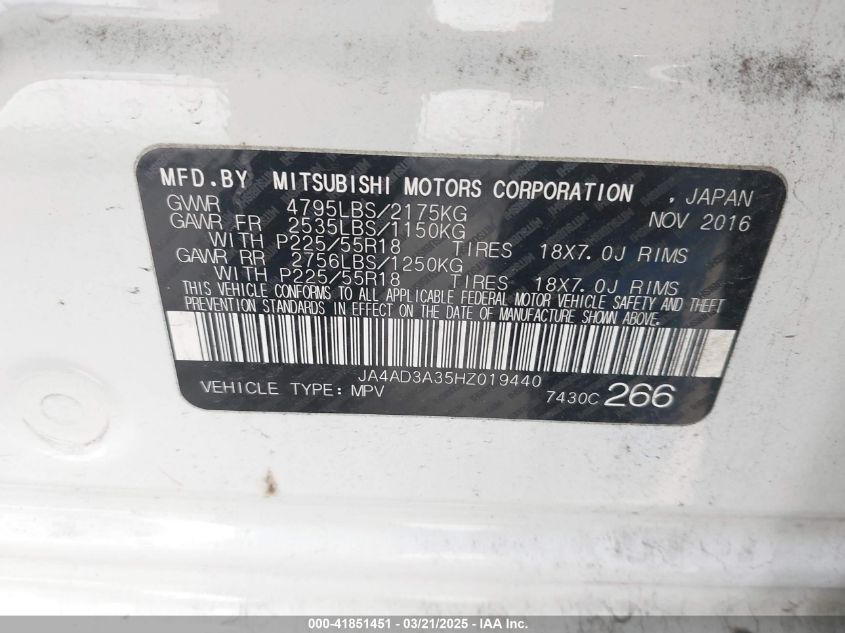 MFD.BY MITSUBISHI MOTORS CORPORATION , JAPAN
GVWR 4795LBS/2175KG NOV 2016
GAWR FR 2535LBS/1150KG
WITH P225/55R18 TIRES 18X7.0J RIMS
GAWR RR 2756LBS/1250KG
WITH P225/55R18 TIRES 18X7.0J RIMS
THIS VEHICLE CONFORMS TO ALL APPLICABLE FEDERAL MOTOR VEHICLE SAFETY AND THEFT
PREVENTION STANDARDS IN EFFECT ON THE DATE OF MANUFACTURE SHOWN ABOVE.
JA4AD3A35HZ019440
VEHICLE TYPE: MPV 7430C 266
000-41851451 - 03/21/2025 - IAAI.com